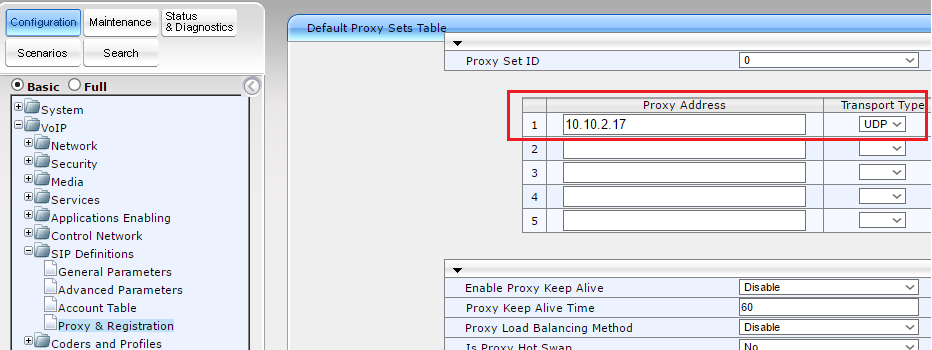 Configuration
Maintenance
Status
& Diagnostics
Scenarios
Search
Basic
Full
System
VoIP
Network
Security
Media
Services
Applications Enabling
Control Network
SIP Definitions
General Parameters
Advanced Parameters
Account Table
Proxy & Registration
Coders and Profiles
Default Proxy Sets Table
Proxy Set ID
0
Proxy Address
Transport Type
1
10.10.2.17
UDP
2
3
4
5
Enable Proxy Keep Alive
Disable
Proxy Keep Alive Time
60
Proxy Load Balancing Method
Disable
Is Proxy Hot Swap
No